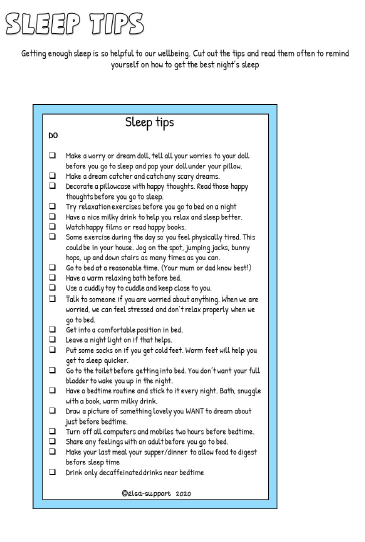 SLEEP TIPS
Getting enough sleep is so helpful to our wellbeing. Cut out the tips and read them often to remind
yourself on how to get the best night's sleep
Sleep tips
DO
Make a worry or dream doll, tell all your worries to your doll
before you go to sleep and pop your doll under your pillow.
Make a dream catcher and catch any scary dreams.
Decorate a pillowcase with happy thoughts. Read those happy
thoughts before you go to sleep.
Try relaxation exercises before you go to bed on a night
Have a nice milky drink to help you relax and sleep better.
Watch happy films or read happy books.
Some exercise during the day so you feel physically tired. This
could be in your house. Jog on the spot, jumping jacks, bunny
hops, up and down stairs as many times as you can.
Go to bed at a reasonable time. (Your mum or dad know best!)
Have a warm relaxing bath before bed.
Use a cuddly toy to cuddle and keep close to you.
Talk to someone if you are worried about anything. When we are
worried, we can feel stressed and don't relax properly when we
go to bed.
Get into a comfortable position in bed.
Leave a night light on if that helps.
Put some socks on if you get cold feet. Warm feet will help you
get to sleep quicker.
Go to the toilet before getting into bed. You don't want your full
bladder to wake you up in the night.
Have a bedtime routine and stick to it every night. Bath, snuggle
with a book, warm milky drink.
Draw a picture of something lovely you WANT to dream about
just before bedtime.
Turn off all computers and mobiles two hours before bedtime.
Share any feelings with an adult before you go to bed.
Make your last meal your supper/dinner to allow food to digest
before sleep time
Drink only decaffeinated drinks near bedtime
©elsa-support 2020